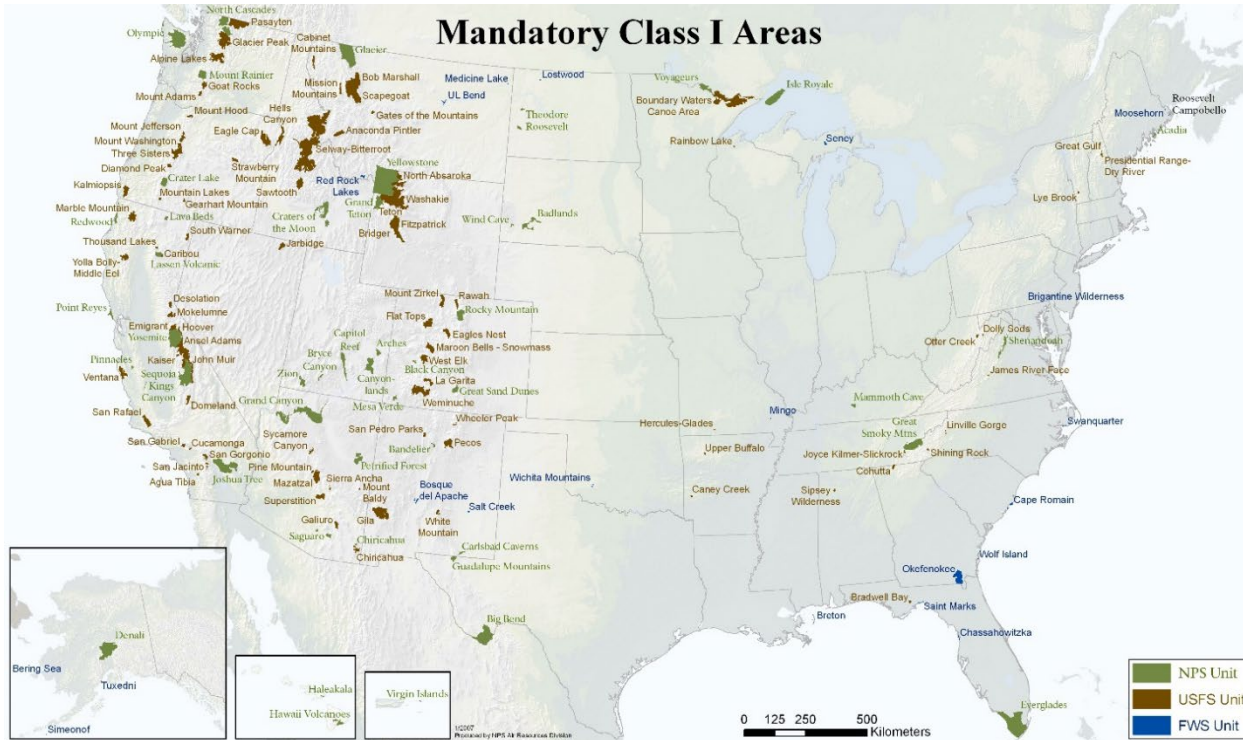 Mandatory Class I Areas
North Cascades
Pasayten
Olympic
Glacier Peak
Alpine Lakes
Mount Rainier
Goat Rocks
Mount Adams
Cabinet
Mountains
Glacier
Mission
Mountains
Bob Marshall
Scapegoat
Medicine Lake
UL Bend
Lostwood
Gates of the Mountains
Theodore
Roosevelt
Voyageurs
Boundary Waters
Canoe Area
Isle Royale
Rainbow Lake
Seney
Moosehorn
Roosevelt
Campobello
Acadia
Great Gulf
Presidential Range-
Dry River
Lye Brook
Mount Hood
Hells
Canyon
Mount Jefferson
Eagle Cap
Mount Washington
Three Sisters
Anaconda Pintler
Selway-Bitterroot
Diamond Peak
Strawberry
Mountain
Crater Lake
Kalmiopsis
Mountain Lakes
Gearhart Mountain
Sawtooth
Red Rock
Lakes
Yellowstone
North Absaroka
Washakie
Grand
Teton
Teton
Fitzpatrick
Bridger
Craters of
the Moon
Marble Mountain
Redwood
Lava Beds
South Warner
Jarbidge
Thousand Lakes
Caribou
Lassen Volcanic
Yolla Bolly-
Middle Eel
Wind Cave
Badlands
Desolation
Mokelumne
Point Reyes
Emigrant
Hoover
Yosemite
Ansel Adams
Kaiser
John Muir
Pinnacles
Ventana
Sequoia
Kings
Canyon
Domeland
San Rafael
Mount Zirkel
Rawah
Rocky Mountain
Flat Tops
Eagles Nest
Maroon Bells - Snowmass
West Elk
Black Canyon
La Garita
Great Sand Dunes
Weminuche
Mesa Verde
Capitol
Reef
Arches
Bryce
Canyon
Zion
Canyon-
lands
Grand Canyon
Wheeler Peak
San Pedro Parks
Pecos
Bandelier
Sycamore
Canyon
San Gabriel
Cucamonga
San Gorgonio
San Jacinto
Agua Tibia
Joshua Tree
Pine Mountain
Mazatzal
Petrified Forest
Sierra Ancha
Mount
Baldy
Superstition
Bosque
del Apache
Salt Creek
White
Mountain
Galiuro
Gila
Saguaro
Chiricahua
Chiricahua
Carlsbad Caverns
Guadalupe Mountains
Big Bend
Wichita Mountains
Hercules-Glades
Upper Buffalo
Caney Creek
Mingo
Mammoth Cave
Sipsey
Wilderness
Great
Smoky Mtns
Joyce Kilmer-Slickrock
Cohutta
Linville Gorge
Shining Rock
Brigantine Wilderness
Dolly Sods
Otter Creek
Shenandoah
James River Face
Swanquarter
Cape Romain
Wolf Island
Okefenokee
Bradwell Bay
Saint Marks
Breton
Chassahowitzka
Everglades
Denali
Bering Sea
Tuxedni
Simeonof
Haleakala
Hawaii Volcanoes
Virgin Islands
1/2007
Produced by NPS Air Resources Division
0 125 250 500
Kilometers
NPS Unit
USFS Unit
FWS Unit